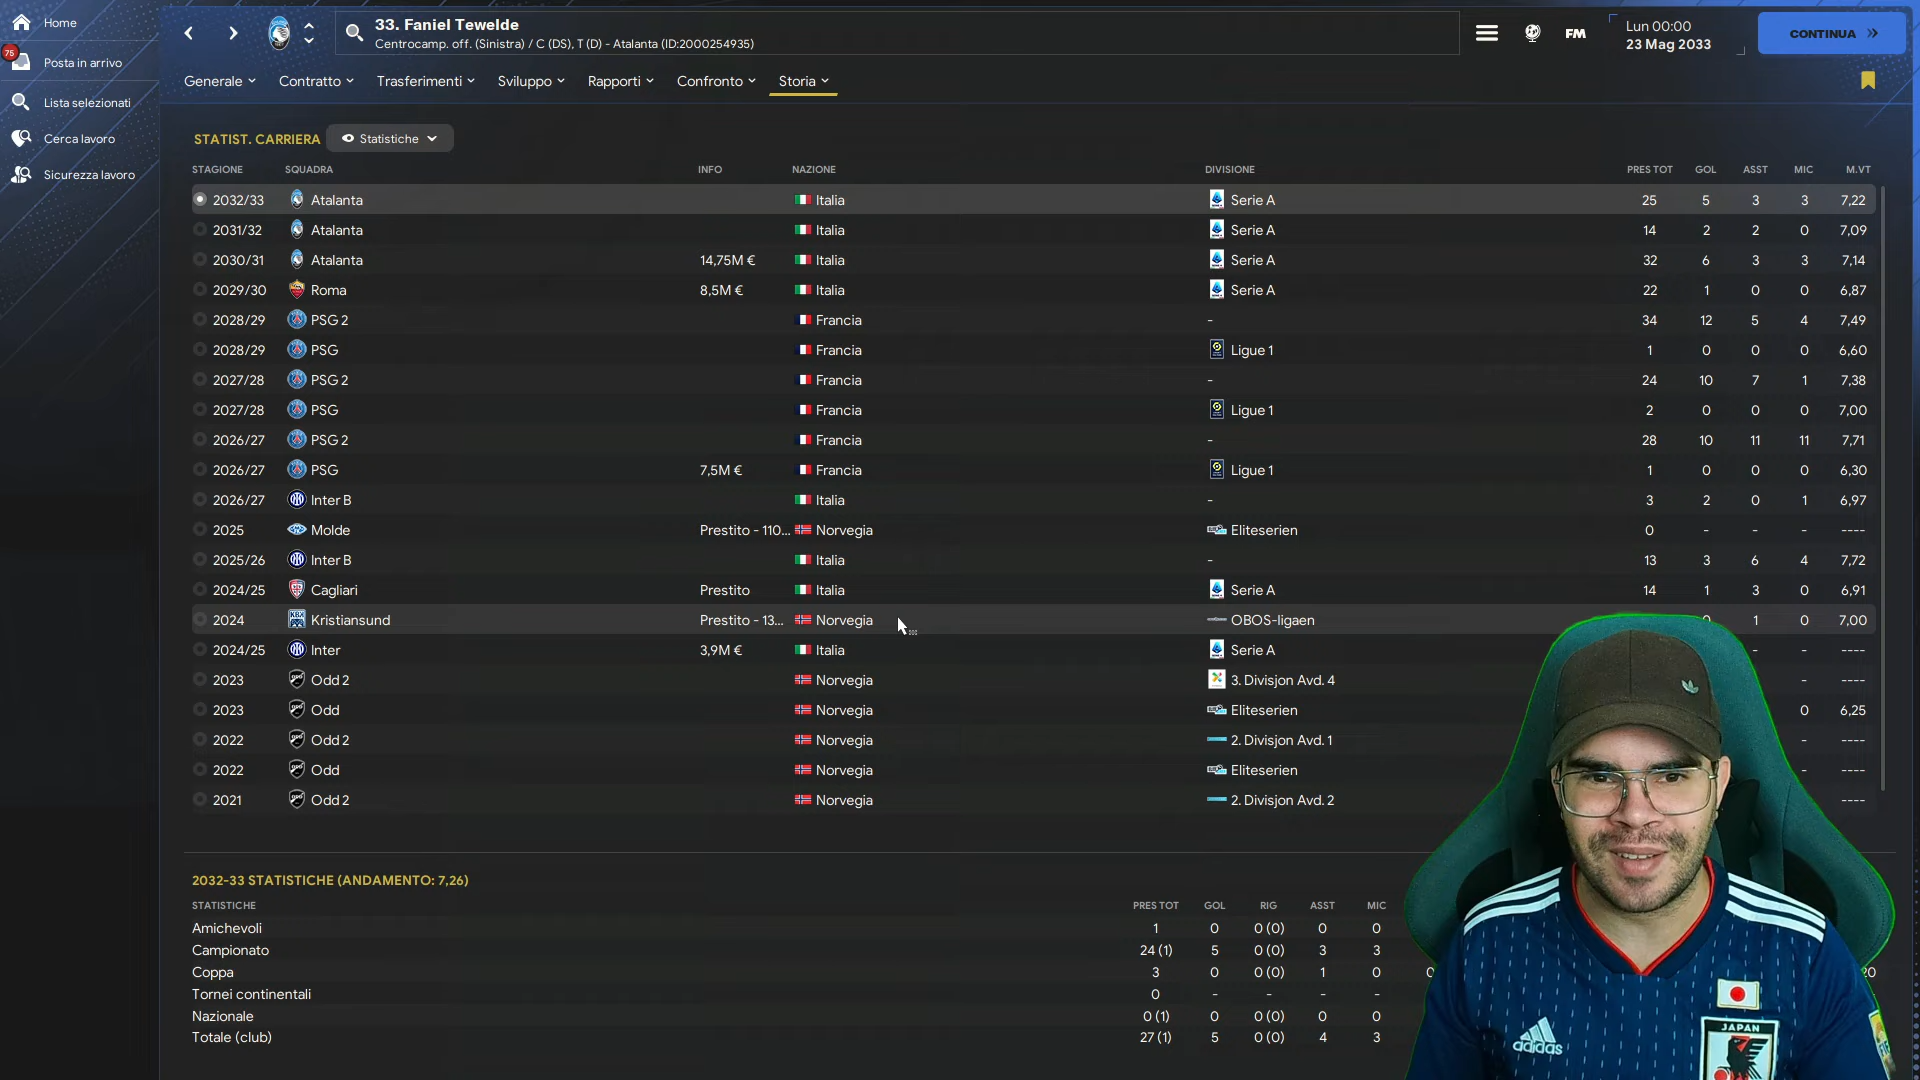 Home
75
Posta in arrivo
Lista selezionati
Cerca lavoro
Sicurezza lavoro
33. Faniel Tewelde
Centrocamp. off. (Sinistra) / C (DS), T (D) - Atalanta (ID:2000254935)
FM
Lun 00:00
23 Mag 2033
CONTINUA
Generale Contratto Trasferimenti Sviluppo Rapporti Confronto Storia
STATIST. CARRIERA Statistiche
STAGIONE SQUADRA INFO NAZIONE DIVISIONE PRES TOT GOL ASST MIC M.VT
2032/33 Atalanta Italia Serie A 25 5 3 3 7,22
2031/32 Atalanta Italia Serie A 14 2 2 0 7,09
2030/31 Atalanta 14,75M € Italia Serie A 32 6 3 3 7,14
2029/30 Roma 8,5M € Italia Serie A 22 1 0 0 6,87
2028/29 PSG 2 Francia - 34 12 5 4 7,49
2028/29 PSG Francia Ligue 1 1 0 0 0 6,60
2027/28 PSG 2 Francia - 24 10 7 1 7,38
2027/28 PSG Francia Ligue 1 2 0 0 0 7,00
2026/27 PSG 2 Francia - 28 10 11 11 7,71
2026/27 PSG 7,5M € Francia Ligue 1 1 0 0 0 6,30
2026/27 Inter B Italia - 3 2 0 1 6,97
2025 Molde Prestito - 110... Norvegia Eliteserien 0 - - - ----
2025/26 Inter B Italia - 13 3 6 4 7,72
2024/25 Cagliari Prestito Italia Serie A 14 1 3 0 6,91
2024 Kristiansund Prestito - 13... Norvegia OBOS-ligaen 1 0 7,00
2024/25 Inter 3,9M € Italia Serie A - - ----
2023 Odd 2 Norvegia 3. Divisjon Avd. 4 - ----
2023 Odd Norvegia Eliteserien 0 6,25
2022 Odd 2 Norvegia 2. Divisjon Avd. 1 - ----
2022 Odd Norvegia Eliteserien - ----
2021 Odd 2 Norvegia 2. Divisjon Avd. 2 ----
2032-33 STATISTICHE (ANDAMENTO: 7,26)
STATISTICHE PRES TOT GOL RIG ASST MIC
Amichevoli 1 0 0 (0) 0 0
Campionato 24 (1) 5 0 (0) 3 3
Coppa 3 0 0 (0) 1 0
Tornei continentali 0 - - - -
Nazionale 0 (1) 0 0 (0) 0 0
Totale (club) 27 (1) 5 0 (0) 4 3
adidas
JAPAN